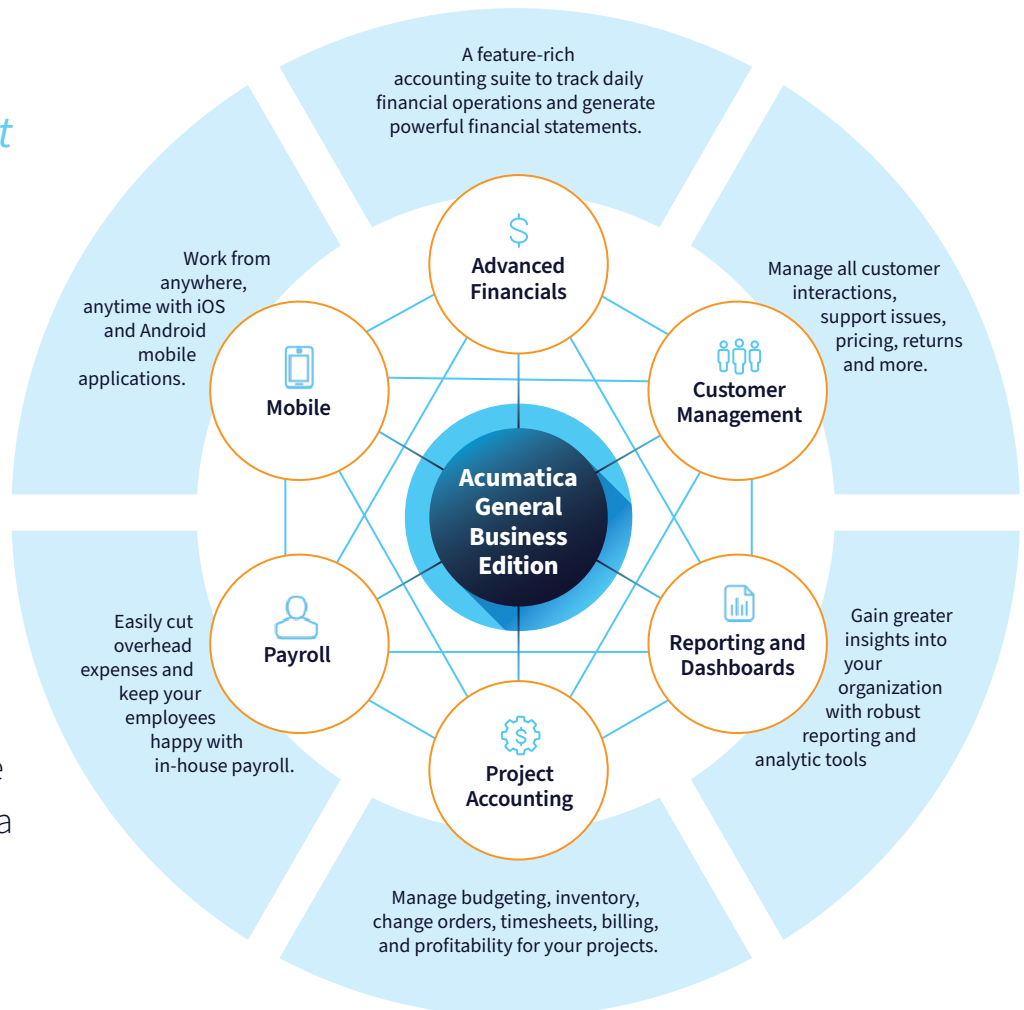 t
A feature-rich
accounting suite to track daily
financial operations and generate
powerful financial statements.
$
Advanced
Financials
Manage all customer
interactions,
support issues,
pricing, returns
and more.
Customer
Management
Work from
anywhere,
anytime with iOS
and Android
mobile
applications.
Mobile
Acumatica
General
Business
Edition
Easily cut
overhead
expenses and
keep your
employees
happy with
in-house payroll.
Payroll
Reporting and
Dashboards
Gain greater
insights into
your
organization
with robust
reporting and
analytic tools
$
Project
Accounting
Manage budgeting, inventory,
change orders, timesheets, billing,
and profitability for your projects.
e
a